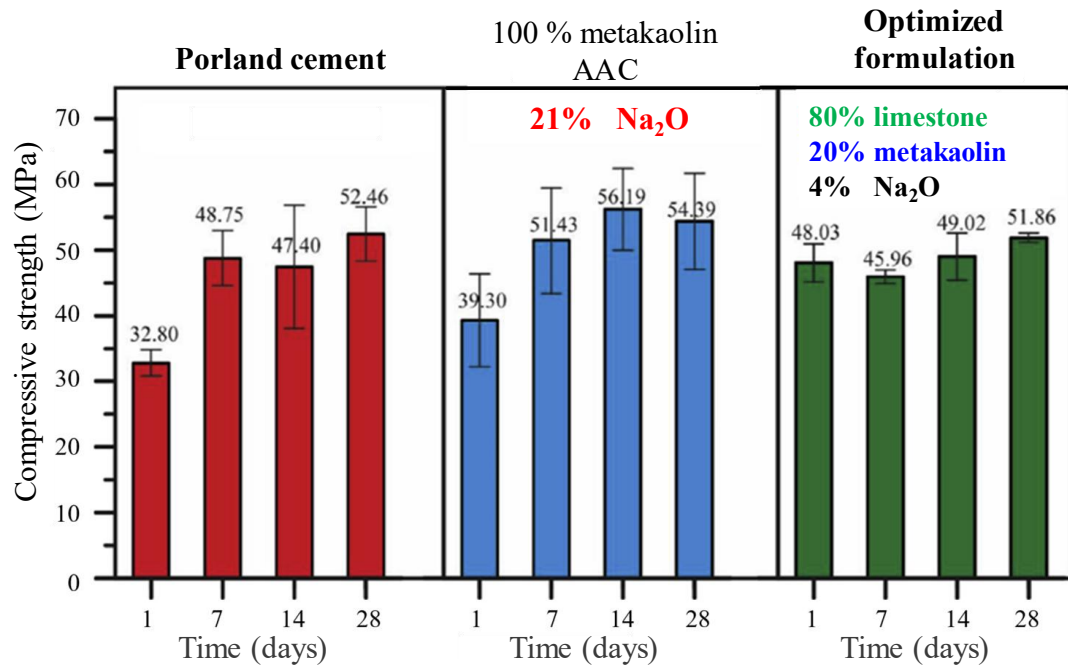 Porland cement
100 % metakaolin
AAC
Optimized
formulation
21% Na₂O
80% limestone
20% metakaolin
4% Na₂O
Compressive strength (MPa)
70
60
50
40
30
20
10
0
32.80
48.75
47.40
52.46
39.30
51.43
56.19
54.39
48.03
45.96
49.02
51.86
1 7 14 28
1 7 14 28
1 7 14 28
Time (days)
Time (days)
Time (days)